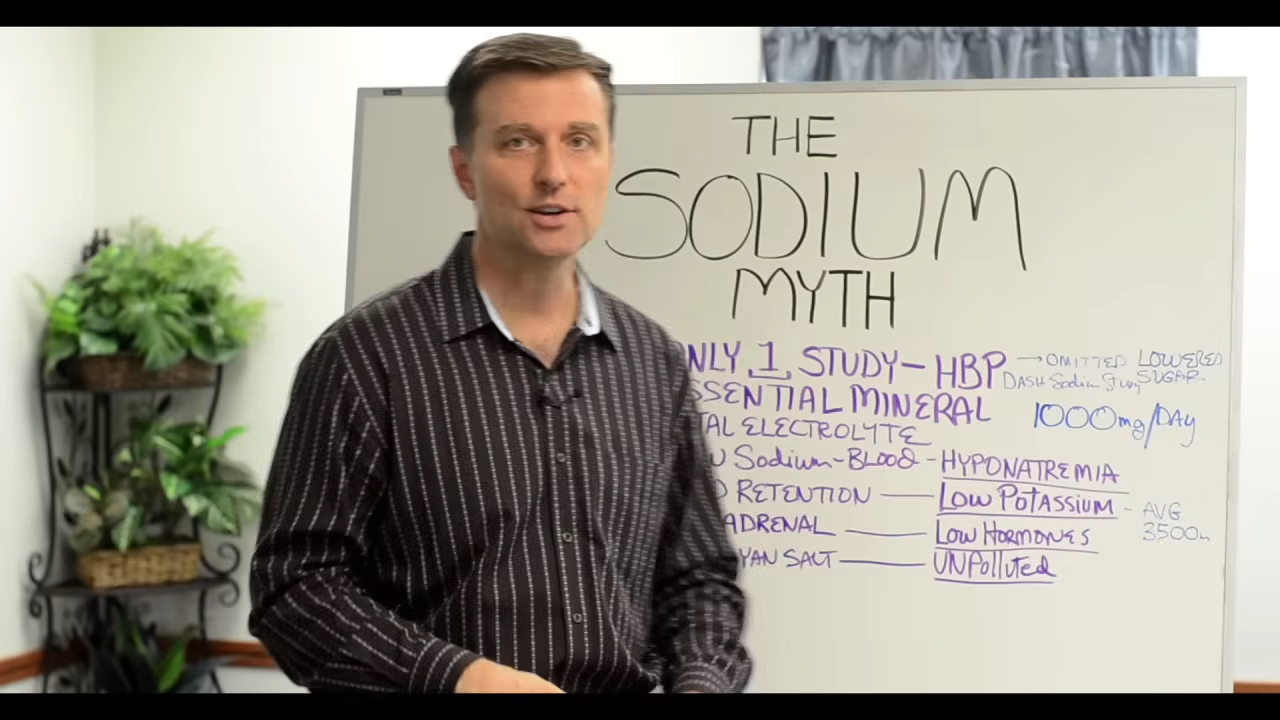 THE
SODIUM
MYTH
NLY 1 STUDY - HBP → OMITTED LOWERED
DASH Sodium Study SUGAR
SSENTIAL MINERAL 1000mg/DAY
TAL ELECTROLYTE
W SODIUM-BLOOD - HYPONATREMIA
D RETENTION — LOW POTASSIUM - AVG
3500m
ADRENAL — LOW HORMONES
YAN SALT — UNPolluted